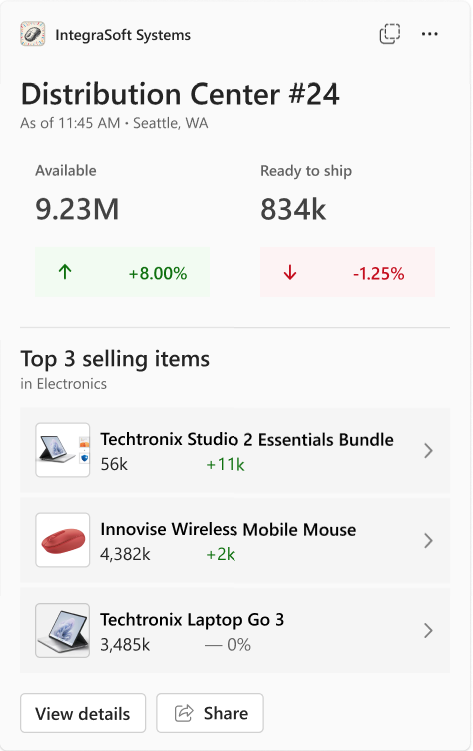 IntegraSoft Systems
Distribution Center #24
As of 11:45 AM • Seattle, WA
Available
Ready to ship
9.23M
834k
↑ +8.00%
↓ -1.25%
Top 3 selling items
in Electronics
Techtronix Studio 2 Essentials Bundle
56k +11k
Innovise Wireless Mobile Mouse
4,382k +2k
Techtronix Laptop Go 3
3,485k — 0%
View details
Share